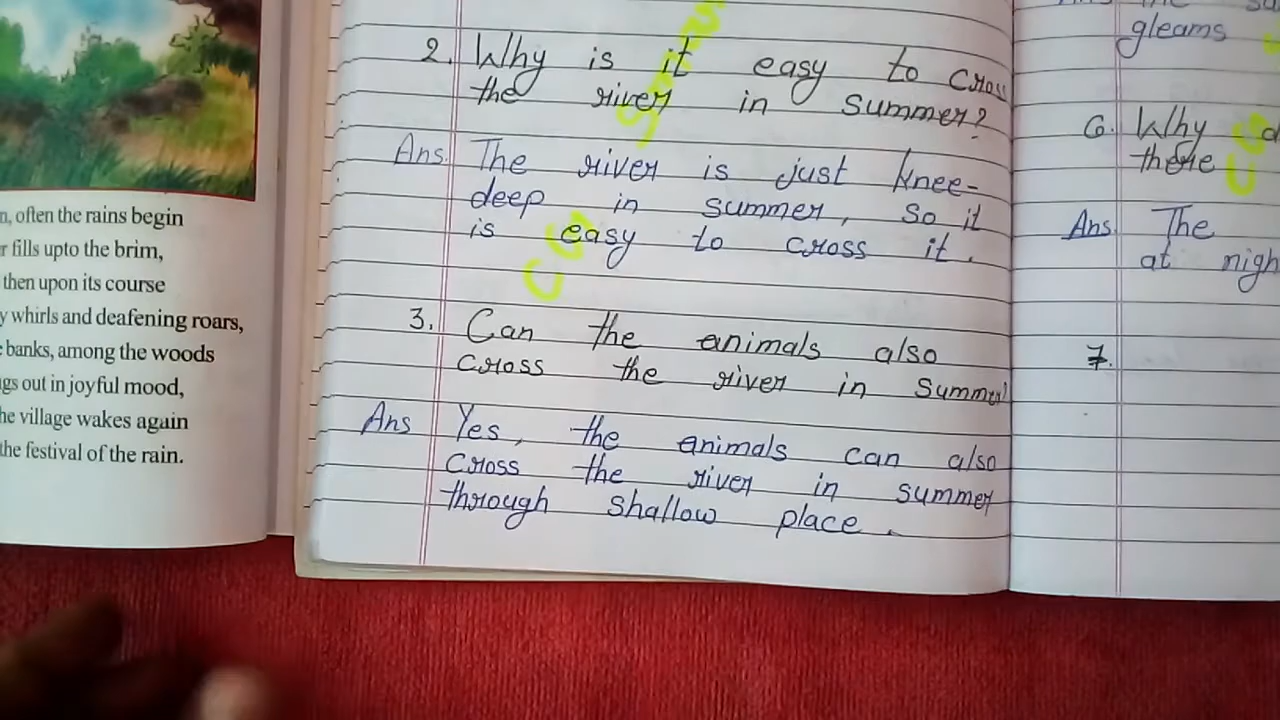 n, often the rains begin
r fills upto the brim,
then upon its course
y whirls and deafening roars,
banks, among the woods
gs out in joyful mood,
he village wakes again
the festival of the rain.
2. Why is it easy to cross
the river in summer?
Ans. The river is just knee-
deep in summer, so it
is easy to cross it.
3. Can the animals also
cross the river in Summer
Ans Yes, the animals can also
cross the river in summer
through shallow place.
gleams
6. Why
there
Ans. The
at nigh
7.